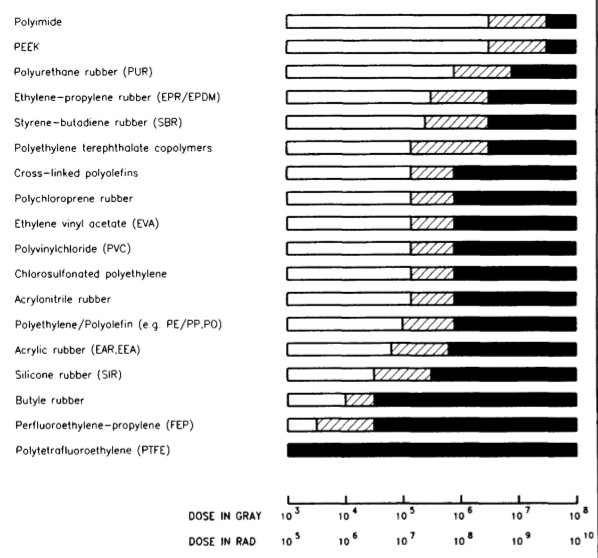 Polyimide
PEEK
Polyurethane rubber (PUR)
Ethylene-propylene rubber (EPR/EPDM)
Styrene-butadiene rubber (SBR)
Polyethylene terephthalate copolymers
Cross-linked polyolefins
Polychloroprene rubber
Ethylene vinyl acetate (EVA)
Polyvinylchloride (PVC)
Chlorosulfonated polyethylene
Acrylonitrile rubber
Polyethylene/Polyolefin (e.g. PE/PP,PO)
Acrylic rubber (EAR,EEA)
Silicone rubber (SIR)
Butyle rubber
Perfluoroethylene-propylene (FEP)
Polytetrafluoroethylene (PTFE)
DOSE IN GRAY 10³ 10⁴ 10⁵ 10⁶ 10⁷ 10⁸
DOSE IN RAD 10⁵ 10⁶ 10⁷ 10⁸ 10⁹ 10¹⁰